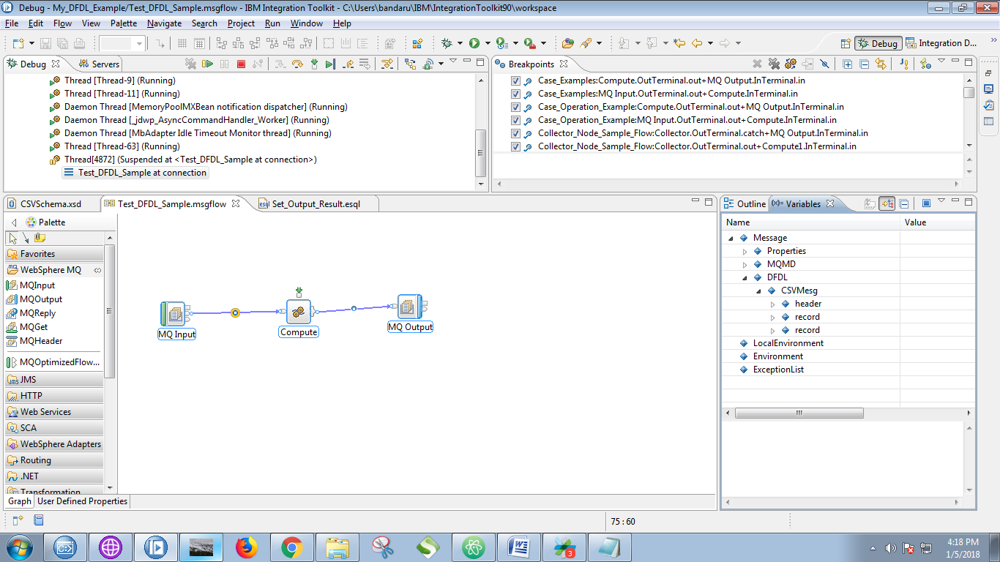 Debug - My_DFDL_Example/Test_DFDL_Sample.msgflow - IBM Integration Toolkit - C:\Users\bandaru\IBM\IntegrationToolkit90\workspace
File Edit Flow View Palette Navigate Search Project Run Window Help
Debug Integration D...
Debug Servers
Thread [Thread-9] (Running)
Thread [Thread-11] (Running)
Daemon Thread [MemoryPoolMXBean notification dispatcher] (Running)
Daemon Thread [_jdwp_AsyncCommandHandler_Worker] (Running)
Daemon Thread [MbAdapter Idle Timeout Monitor thread] (Running)
Thread [Thread-63] (Running)
Thread[4872] (Suspended at <Test_DFDL_Sample at connection>)
Test_DFDL_Sample at connection
Breakpoints
Case_Examples:Compute.OutTerminal.out+MQ Output.InTerminal.in
Case_Examples:MQ Input.OutTerminal.out+Compute.InTerminal.in
Case_Operation_Example:Compute.OutTerminal.out+MQ Output.InTerminal.in
Case_Operation_Example:MQ Input.OutTerminal.out+Compute.InTerminal.in
Collector_Node_Sample_Flow:Collector.OutTerminal.catch+MQ Output.InTerminal.in
Collector_Node_Sample_Flow:Collector.OutTerminal.out+Compute1.InTerminal.in
CSVSchema.xsd Test_DFDL_Sample.msgflow esql Set_Output_Result.esql
Palette
Favorites
WebSphere MQ
MQInput
MQOutput
MQReply
MQGet
MQHeader
MQOptimizedFlow...
JMS
HTTP
Web Services
SCA
WebSphere Adapters
Routing
.NET
Transformation
MQ Input
Compute
MQ Output
Graph User Defined Properties
Outline (x)= Variables
Name Value
Message
Properties
MQMD
DFDL
CSVMesg
header
record
record
LocalEnvironment
Environment
ExceptionList
75 : 60
3
4:18 PM
1/5/2018